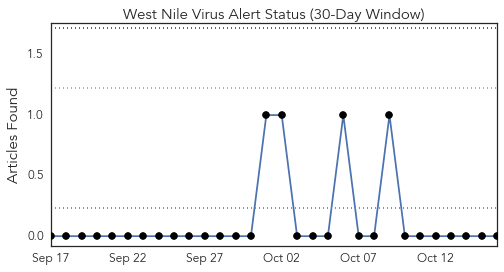 West Nile Virus Alert Status (30-Day Window)
Articles Found
1.5
1.0
0.5
0.0
Sep 17 Sep 22 Sep 27 Oct 02 Oct 07 Oct 12